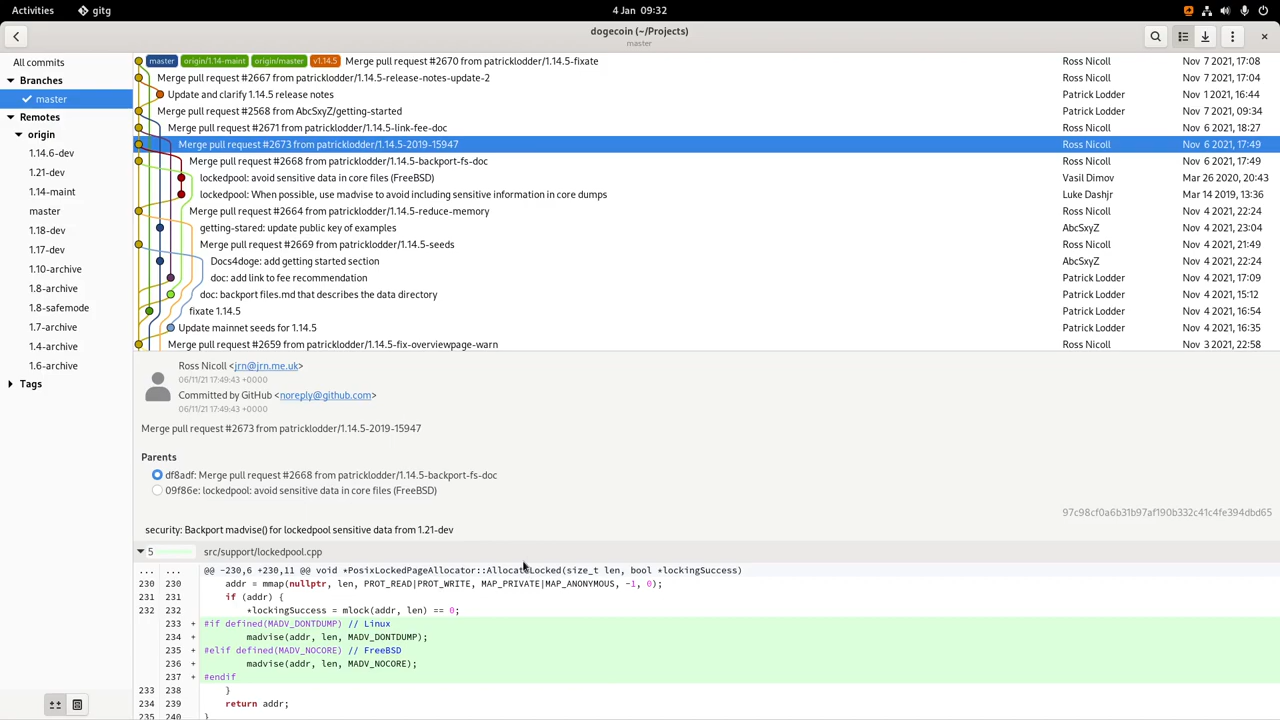 Activities gitg 4 Jan 09:32
dogecoin (~/Projects)
master
All commits
Branches
master
Remotes
origin
1.14.6-dev
1.21-dev
1.14-maint
master
1.18-dev
1.17-dev
1.10-archive
1.8-archive
1.8-safemode
1.7-archive
1.4-archive
1.6-archive
Tags
master origin/1.14-maint origin/master v1.14.5 Merge pull request #2670 from patricklodder/1.14.5-fixate Ross Nicoll Nov 7 2021, 17:08
Merge pull request #2667 from patricklodder/1.14.5-release-notes-update-2 Ross Nicoll Nov 7 2021, 17:04
Update and clarify 1.14.5 release notes Patrick Lodder Nov 1 2021, 16:44
Merge pull request #2568 from AbcSxyZ/getting-started Patrick Lodder Nov 7 2021, 09:34
Merge pull request #2671 from patricklodder/1.14.5-link-fee-doc Ross Nicoll Nov 6 2021, 18:27
Merge pull request #2673 from patricklodder/1.14.5-2019-15947 Ross Nicoll Nov 6 2021, 17:49
Merge pull request #2668 from patricklodder/1.14.5-backport-fs-doc Ross Nicoll Nov 6 2021, 17:49
lockedpool: avoid sensitive data in core files (FreeBSD) Vasil Dimov Mar 26 2020, 20:43
lockedpool: When possible, use madvise to avoid including sensitive information in core dumps Luke Dashjr Mar 14 2019, 13:36
Merge pull request #2664 from patricklodder/1.14.5-reduce-memory Ross Nicoll Nov 4 2021, 22:24
getting-stared: update public key of examples AbcSxyZ Nov 4 2021, 23:04
Merge pull request #2669 from patricklodder/1.14.5-seeds Ross Nicoll Nov 4 2021, 21:49
Docs4doge: add getting started section AbcSxyZ Nov 4 2021, 22:24
doc: add link to fee recommendation Patrick Lodder Nov 4 2021, 17:09
doc: backport files.md that describes the data directory Patrick Lodder Nov 4 2021, 15:12
fixate 1.14.5 Patrick Lodder Nov 4 2021, 16:54
Update mainnet seeds for 1.14.5 Patrick Lodder Nov 4 2021, 16:35
Merge pull request #2659 from patricklodder/1.14.5-fix-overviewpage-warn Ross Nicoll Nov 3 2021, 22:58
Ross Nicoll <jrn@jrn.me.uk>
06/11/21 17:49:43 +0000
Committed by GitHub <noreply@github.com>
06/11/21 17:49:43 +0000
Merge pull request #2673 from patricklodder/1.14.5-2019-15947
Parents
df8adf: Merge pull request #2668 from patricklodder/1.14.5-backport-fs-doc
09f86e: lockedpool: avoid sensitive data in core files (FreeBSD)
97c98cf0a6b31b97af190b332c41c4fe394dbd65
security: Backport madvise() for lockedpool sensitive data from 1.21-dev
5 src/support/lockedpool.cpp
... ... @@ -230,6 +230,11 @@ void *PosixLockedPageAllocator::AllocateLocked(size_t len, bool *lockingSuccess)
230 230 addr = mmap(nullptr, len, PROT_READ|PROT_WRITE, MAP_PRIVATE|MAP_ANONYMOUS, -1, 0);
231 231 if (addr) {
232 232 *lockingSuccess = mlock(addr, len) == 0;
233 + #if defined(MADV_DONTDUMP) // Linux
234 + madvise(addr, len, MADV_DONTDUMP);
235 + #elif defined(MADV_NOCORE) // FreeBSD
236 + madvise(addr, len, MADV_NOCORE);
237 + #endif
233 238 }
234 239 return addr;
235 240 }